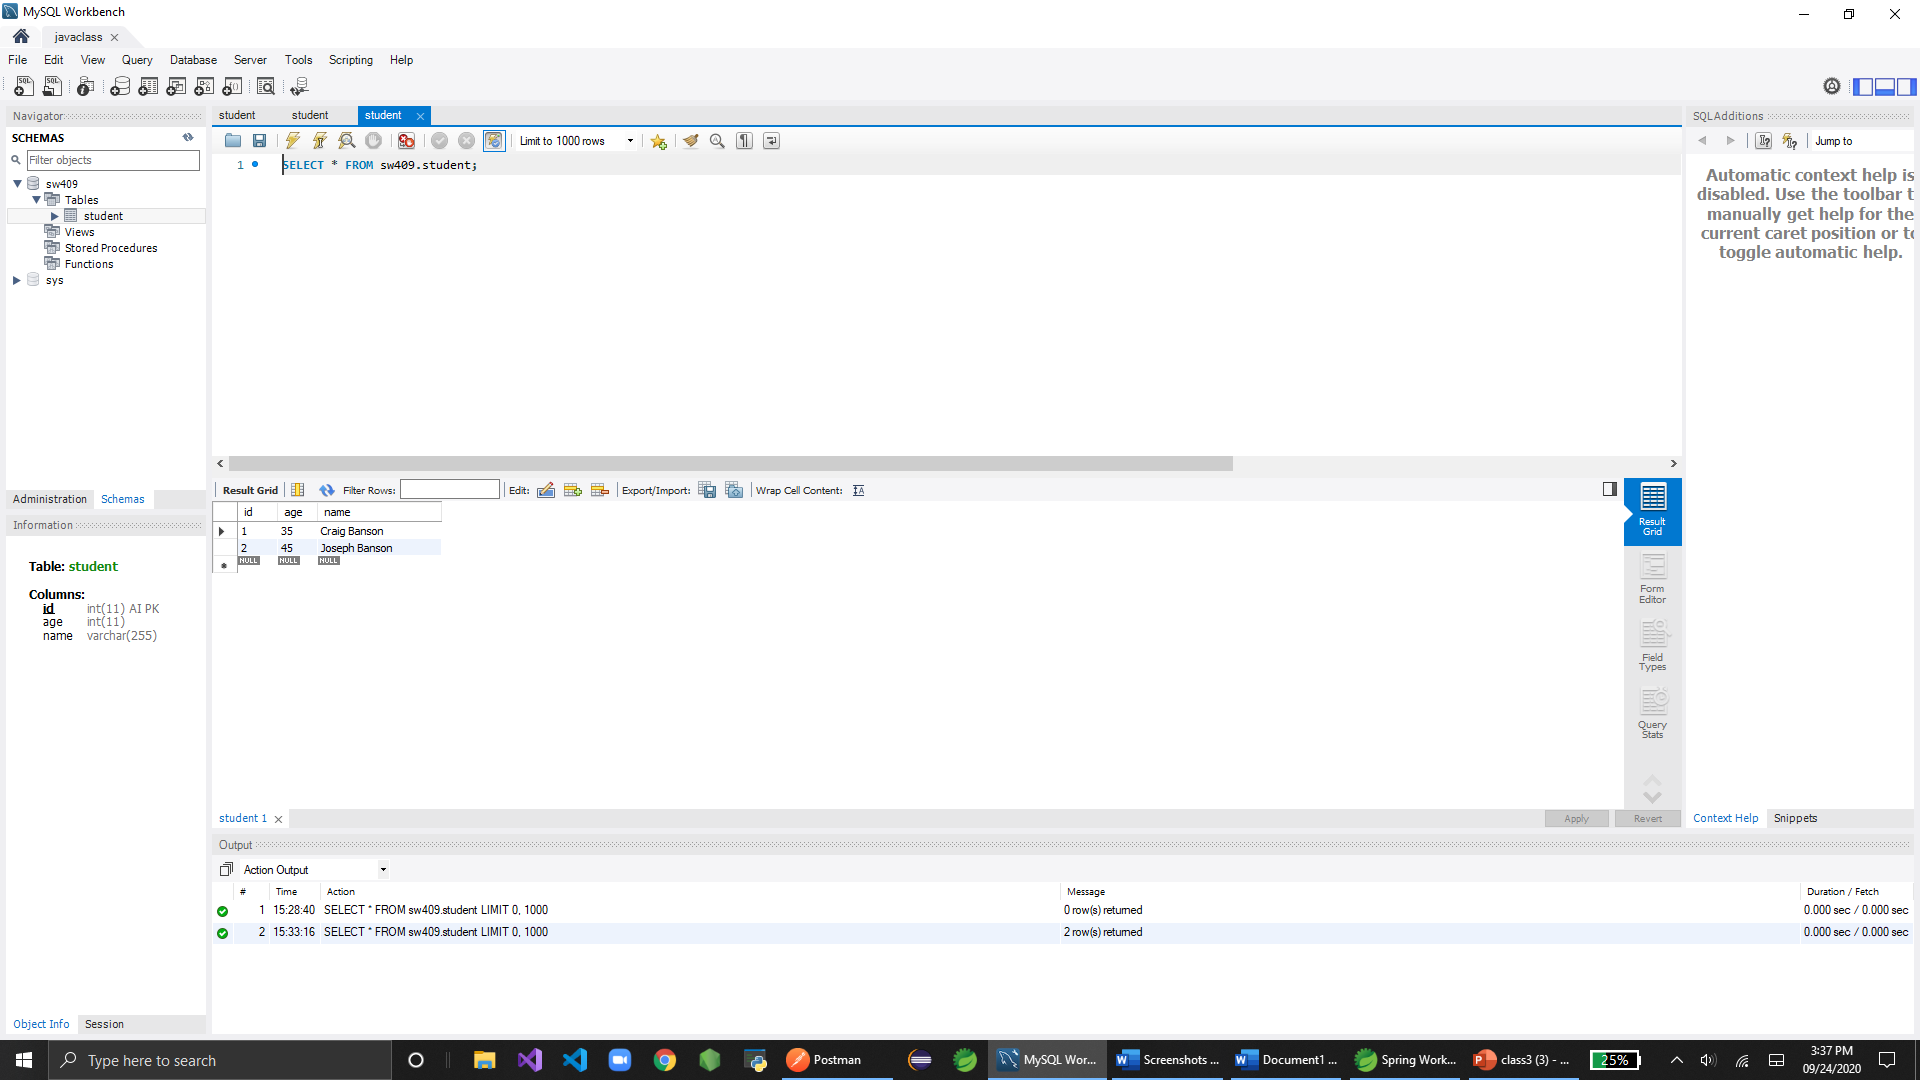 MySQL Workbench
javaclass
File Edit View Query Database Server Tools Scripting Help
Navigator
SCHEMAS
Filter objects
sw409
Tables
student
Views
Stored Procedures
Functions
sys
Administration Schemas
Information
Table: student
Columns:
id int(11) AI PK
age int(11)
name varchar(255)
Object Info Session
student student student
Limit to 1000 rows
1 SELECT * FROM sw409.student;
Result Grid Filter Rows: Edit: Export/Import: Wrap Cell Content:
id age name
1 35 Craig Banson
2 45 Joseph Banson
NULL NULL NULL
Result
Grid
Form
Editor
Field
Types
Query
Stats
student 1 Apply Revert
Output
Action Output
# Time Action Message Duration / Fetch
1 15:28:40 SELECT * FROM sw409.student LIMIT 0, 1000 0 row(s) returned 0.000 sec / 0.000 sec
2 15:33:16 SELECT * FROM sw409.student LIMIT 0, 1000 2 row(s) returned 0.000 sec / 0.000 sec
SQLAdditions
Jump to
Automatic context help is
disabled. Use the toolbar t
manually get help for the
current caret position or to
toggle automatic help.
Context Help Snippets
Type here to search
Postman
MySQL Wor...
Screenshots ...
Document1 ...
Spring Work...
class3 (3) - ...
25%
3:37 PM
09/24/2020